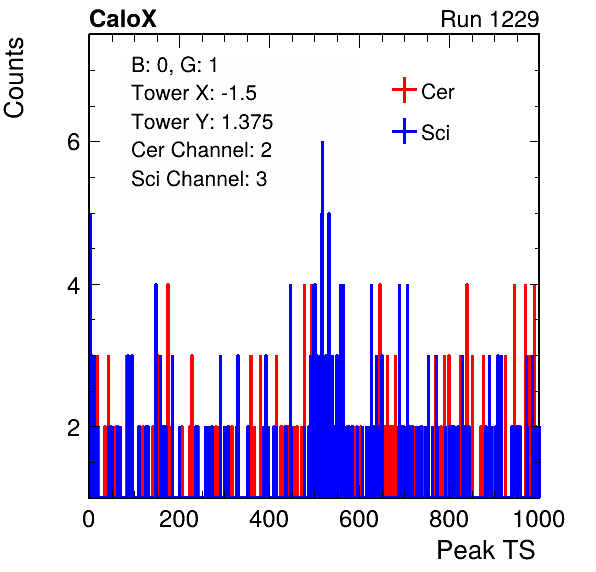 CaloX
Run 1229
Counts
B: 0, G: 1
Tower X: -1.5
Tower Y: 1.375
Cer Channel: 2
Sci Channel: 3
Cer
Sci
6
4
2
0 200 400 600 800 1000
Peak TS